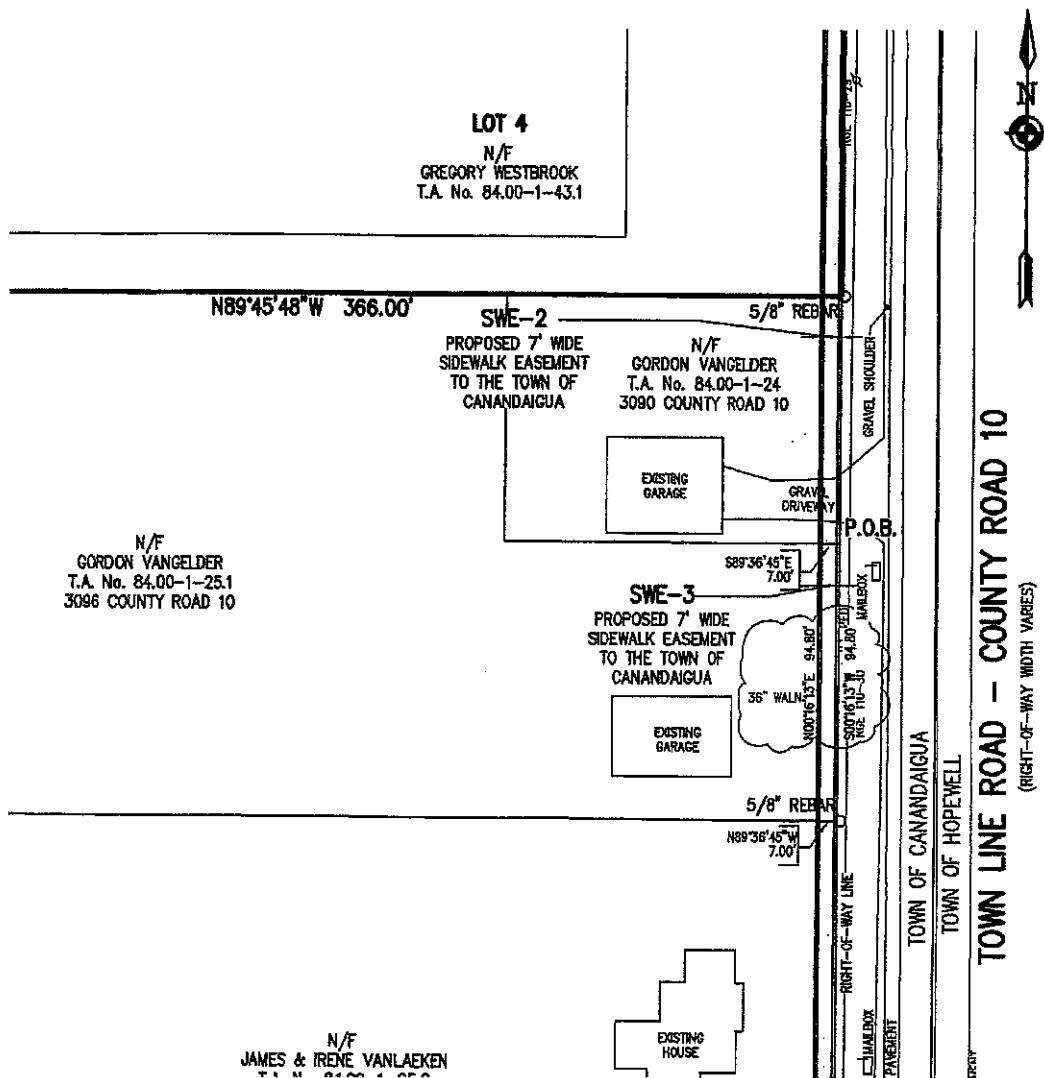 N
LOT 4
N/F
GREGORY WESTBROOK
T.A. No. 84.00-1-43.1
N89°45'48"W 366.00'
5/8" REBAR
SWE-2
PROPOSED 7' WIDE
SIDEWALK EASEMENT
TO THE TOWN OF
CANANDAIGUA
N/F
GORDON VANGELDER
T.A. No. 84.00-1-24
3090 COUNTY ROAD 10
GRAVEL SHOULDER
EXISTING
GARAGE
GRAVEL
DRIVEWAY
P.O.B.
N/F
GORDON VANGELDER
T.A. No. 84.00-1-25.1
3096 COUNTY ROAD 10
S89°36'45"E
7.00'
MAILBOX
SWE-3
PROPOSED 7' WIDE
SIDEWALK EASEMENT
TO THE TOWN OF
CANANDAIGUA
36" WALN
N00°16'13"E 94.80'
S00°16'13"W 94.80'
EXISTING
GARAGE
5/8" REBAR
N89°36'45"W
7.00'
RIGHT-OF-WAY LINE
TOWN OF CANANDAIGUA
TOWN OF HOPEWELL
TOWN LINE ROAD - COUNTY ROAD 10
(RIGHT-OF-WAY WIDTH VARIES)
EXISTING
HOUSE
MAILBOX
PAVEMENT
N/F
JAMES & IRENE VANLAEKEN